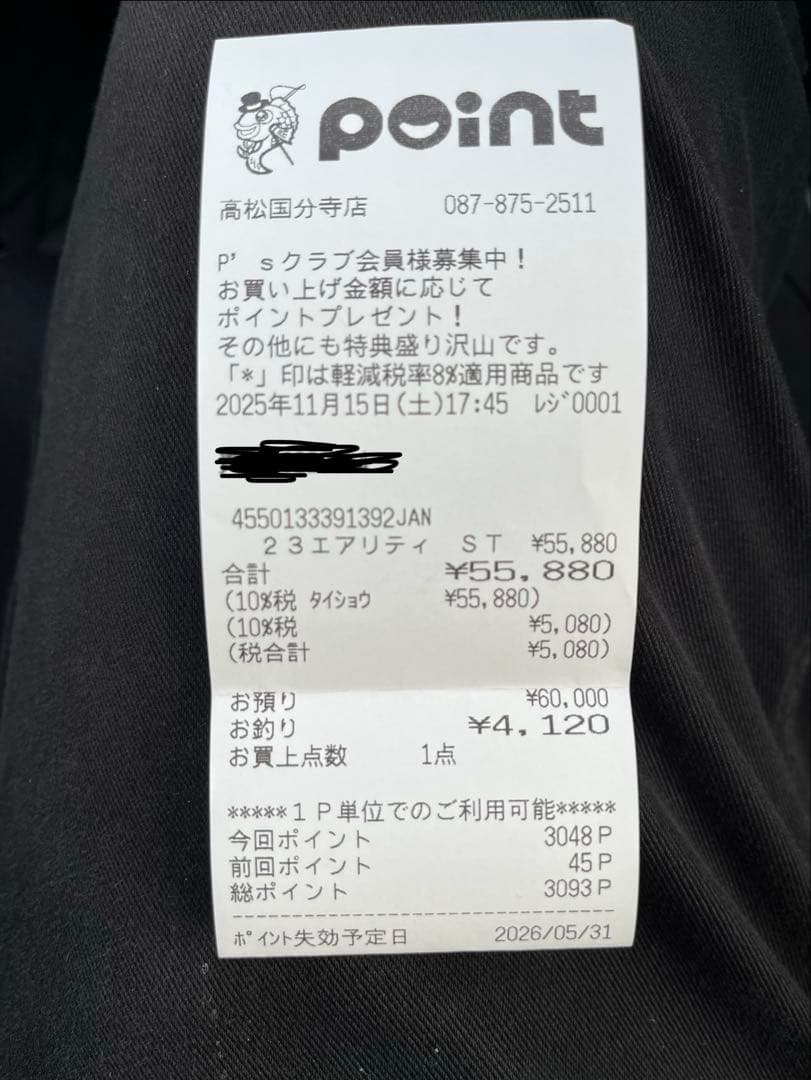 point
高松国分寺店 087-875-2511
P’sクラブ会員様募集中！
お買い上げ金額に応じて
ポイントプレゼント！
その他にも特典盛り沢山です。
「*」印は軽減税率8%適用商品です
2025年11月15日(土)17:45 ﾚｼﾞ0001
4550133391392JAN
２３エアリティ ＳＴ ¥55,880
合計 ¥55,880
(10%税 ﾀｲｼｮｳ ¥55,880)
(10%税 ¥5,080)
(税合計 ¥5,080)
お預り ¥60,000
お釣り ¥4,120
お買上点数 1点
*****１Ｐ単位でのご利用可能*****
今回ポイント 3048Ｐ
前回ポイント 45Ｐ
総ポイント 3093Ｐ
ﾎﾟｲﾝﾄ失効予定日 2026/05/31